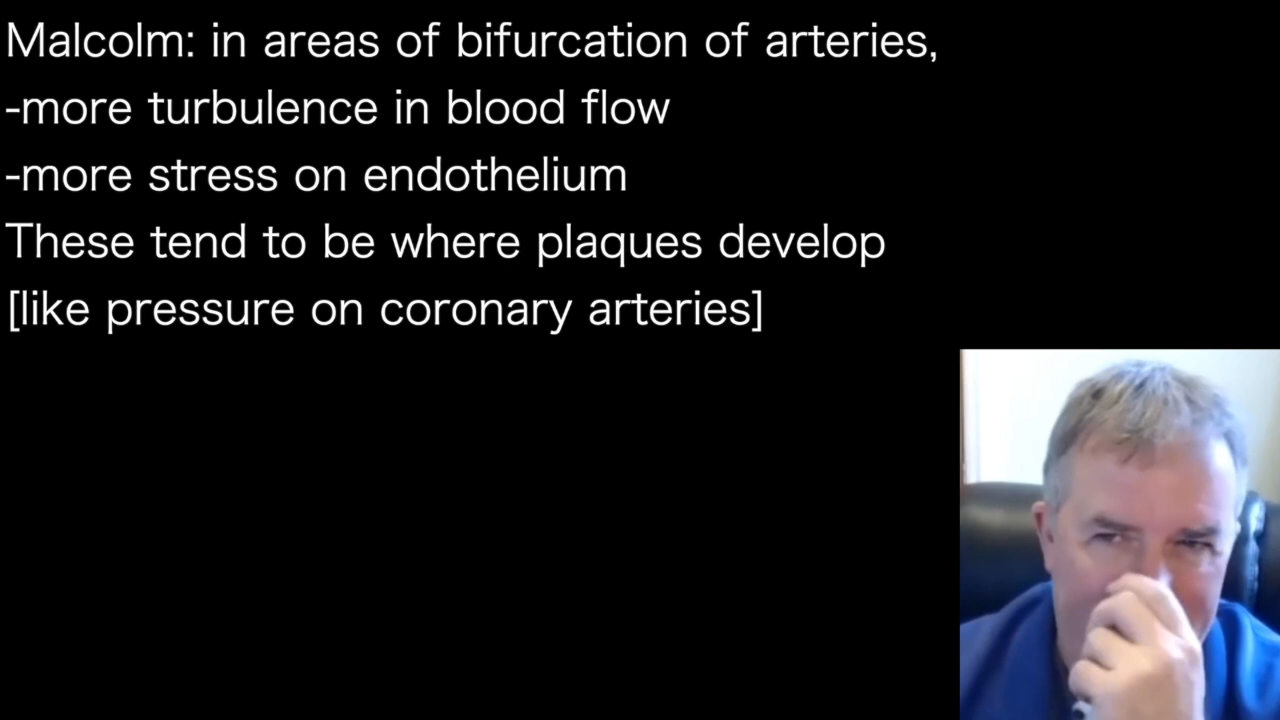 Malcolm: in areas of bifurcation of arteries,
-more turbulence in blood flow
-more stress on endothelium
These tend to be where plaques develop
[like pressure on coronary arteries]